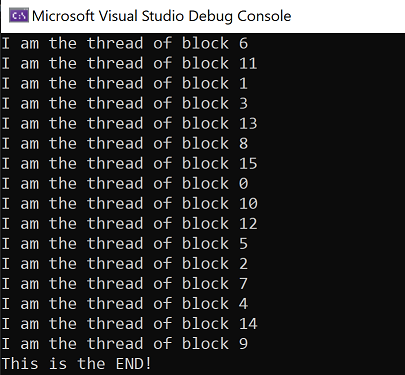 C:\ Microsoft Visual Studio Debug Console
I am the thread of block 6
I am the thread of block 11
I am the thread of block 1
I am the thread of block 3
I am the thread of block 13
I am the thread of block 8
I am the thread of block 15
I am the thread of block 0
I am the thread of block 10
I am the thread of block 12
I am the thread of block 5
I am the thread of block 2
I am the thread of block 7
I am the thread of block 4
I am the thread of block 14
I am the thread of block 9
This is the END!